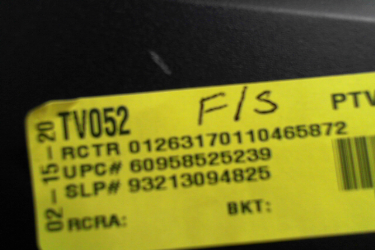 F/S
TV052
PTV
RCTR 01263170110465872
UPC# 60958525239
SLP# 93213094825
RCRA:
BKT:
02-15-20